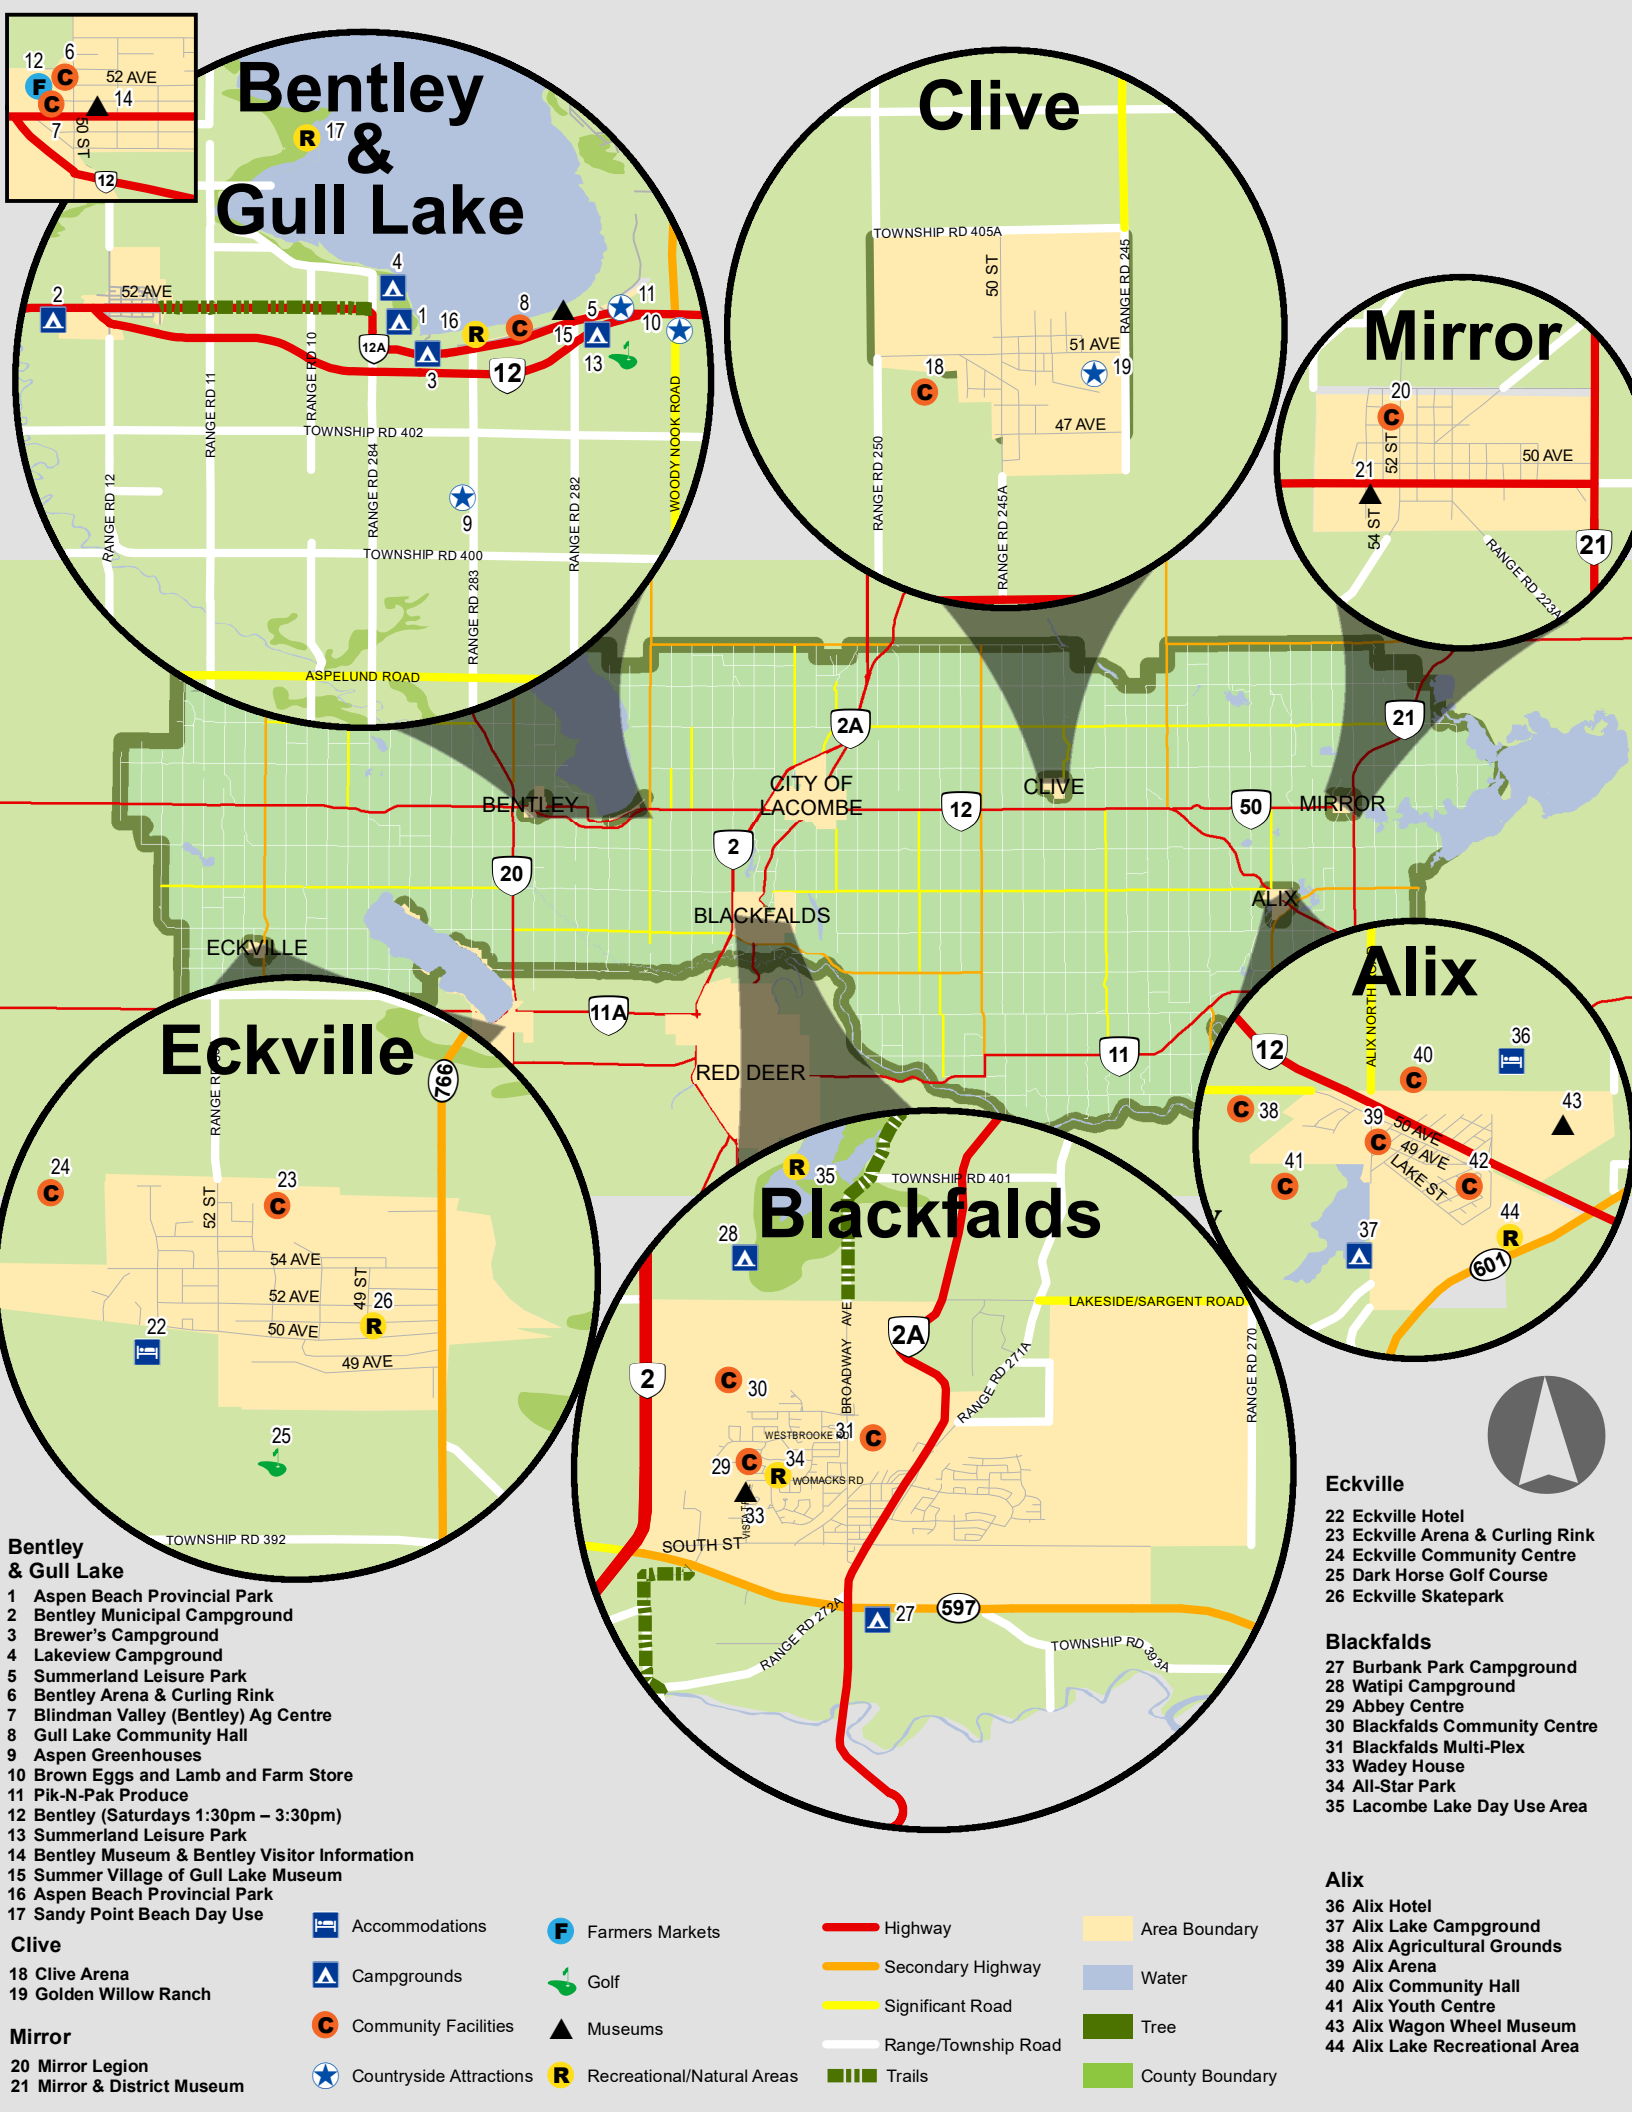 12
6
52 AVE
14
7
50 ST
12
Bentley
&
Gull Lake
17
4
2
52 AVE
1
16
8
15
5
11
10
13
12A
3
12
RANGE RD 10
RANGE RD 11
TOWNSHIP RD 402
RANGE RD 12
RANGE RD 284
9
RANGE RD 282
WOODY NOOK ROAD
TOWNSHIP RD 400
RANGE RD 283
ASPELUND ROAD
Clive
TOWNSHIP RD 405A
50 ST
RANGE RD 245
51 AVE
18
19
47 AVE
RANGE RD 250
RANGE RD 245A
Mirror
20
52 ST
50 AVE
21
54 ST
21
RANGE RD 223A
2A
21
CITY OF
LACOMBE
CLIVE
BENTLEY
12
50
MIRROR
2
20
BLACKFALDS
ALIX
ECKVILLE
11A
11
RED DEER
Eckville
RANGE RD
766
24
23
52 ST
54 AVE
49 ST
52 AVE
26
50 AVE
22
49 AVE
25
TOWNSHIP RD 392
Blackfalds
35
TOWNSHIP RD 401
28
LAKESIDE/SARGENT ROAD
BROADWAY AVE
2A
2
RANGE RD 271A
RANGE RD 270
30
WESTBROOKE RD
31
29
34
WOMACKS RD
33
SOUTH ST
RANGE RD 272A
27
597
TOWNSHIP RD 393A
Alix
ALIX NORTH
12
36
40
38
39
50 AVE
49 AVE
LAKE ST
43
41
42
37
44
601
Bentley
& Gull Lake
1 Aspen Beach Provincial Park
2 Bentley Municipal Campground
3 Brewer's Campground
4 Lakeview Campground
5 Summerland Leisure Park
6 Bentley Arena & Curling Rink
7 Blindman Valley (Bentley) Ag Centre
8 Gull Lake Community Hall
9 Aspen Greenhouses
10 Brown Eggs and Lamb and Farm Store
11 Pik-N-Pak Produce
12 Bentley (Saturdays 1:30pm – 3:30pm)
13 Summerland Leisure Park
14 Bentley Museum & Bentley Visitor Information
15 Summer Village of Gull Lake Museum
16 Aspen Beach Provincial Park
17 Sandy Point Beach Day Use
Clive
18 Clive Arena
19 Golden Willow Ranch
Mirror
20 Mirror Legion
21 Mirror & District Museum
Eckville
22 Eckville Hotel
23 Eckville Arena & Curling Rink
24 Eckville Community Centre
25 Dark Horse Golf Course
26 Eckville Skatepark
Blackfalds
27 Burbank Park Campground
28 Watipi Campground
29 Abbey Centre
30 Blackfalds Community Centre
31 Blackfalds Multi-Plex
33 Wadey House
34 All-Star Park
35 Lacombe Lake Day Use Area
Alix
36 Alix Hotel
37 Alix Lake Campground
38 Alix Agricultural Grounds
39 Alix Arena
40 Alix Community Hall
41 Alix Youth Centre
43 Alix Wagon Wheel Museum
44 Alix Lake Recreational Area
Accommodations
Campgrounds
C Community Facilities
Countryside Attractions
F Farmers Markets
Golf
Museums
R Recreational/Natural Areas
Highway
Secondary Highway
Significant Road
Range/Township Road
Trails
Area Boundary
Water
Tree
County Boundary